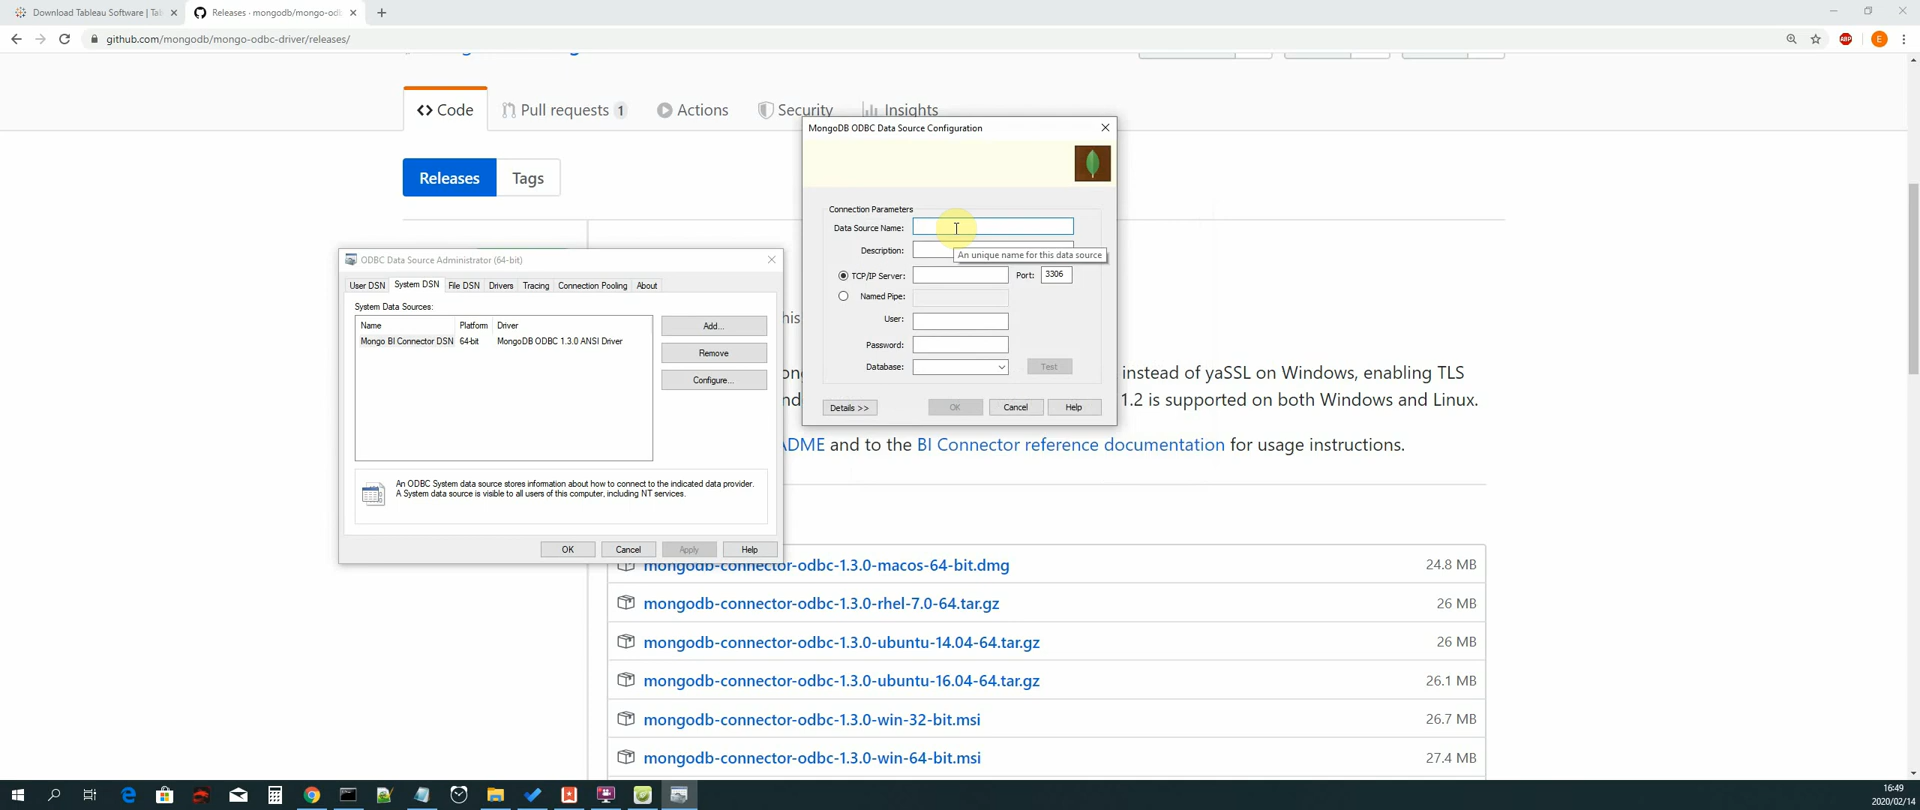 Download Tableau Software | Tab
Releases · mongodb/mongo-odb
github.com/mongodb/mongo-odbc-driver/releases/
ABP
E
Code
Pull requests 1
Actions
Security
Insights
Releases
Tags
MongoDB ODBC Data Source Configuration
Connection Parameters
Data Source Name:
Description:
An unique name for this data source
TCP/IP Server:
Port: 3306
Named Pipe:
User:
Password:
Database:
Test
Details >>
OK
Cancel
Help
ODBC Data Source Administrator (64-bit)
User DSN
System DSN
File DSN
Drivers
Tracing
Connection Pooling
About
System Data Sources:
Name Platform Driver
Mongo BI Connector DSN 64-bit MongoDB ODBC 1.3.0 ANSI Driver
Add...
Remove
Configure...
An ODBC System data source stores information about how to connect to the indicated data provider.
A System data source is visible to all users of this computer, including NT services.
OK
Cancel
Apply
Help
instead of yaSSL on Windows, enabling TLS
1.2 is supported on both Windows and Linux.
and to the BI Connector reference documentation for usage instructions.
mongodb-connector-odbc-1.3.0-macos-64-bit.dmg 24.8 MB
mongodb-connector-odbc-1.3.0-rhel-7.0-64.tar.gz 26 MB
mongodb-connector-odbc-1.3.0-ubuntu-14.04-64.tar.gz 26 MB
mongodb-connector-odbc-1.3.0-ubuntu-16.04-64.tar.gz 26.1 MB
mongodb-connector-odbc-1.3.0-win-32-bit.msi 26.7 MB
mongodb-connector-odbc-1.3.0-win-64-bit.msi 27.4 MB
16:49
2020/02/14